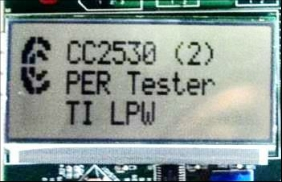 CC2530 (2)
PER Tester
TI LPW